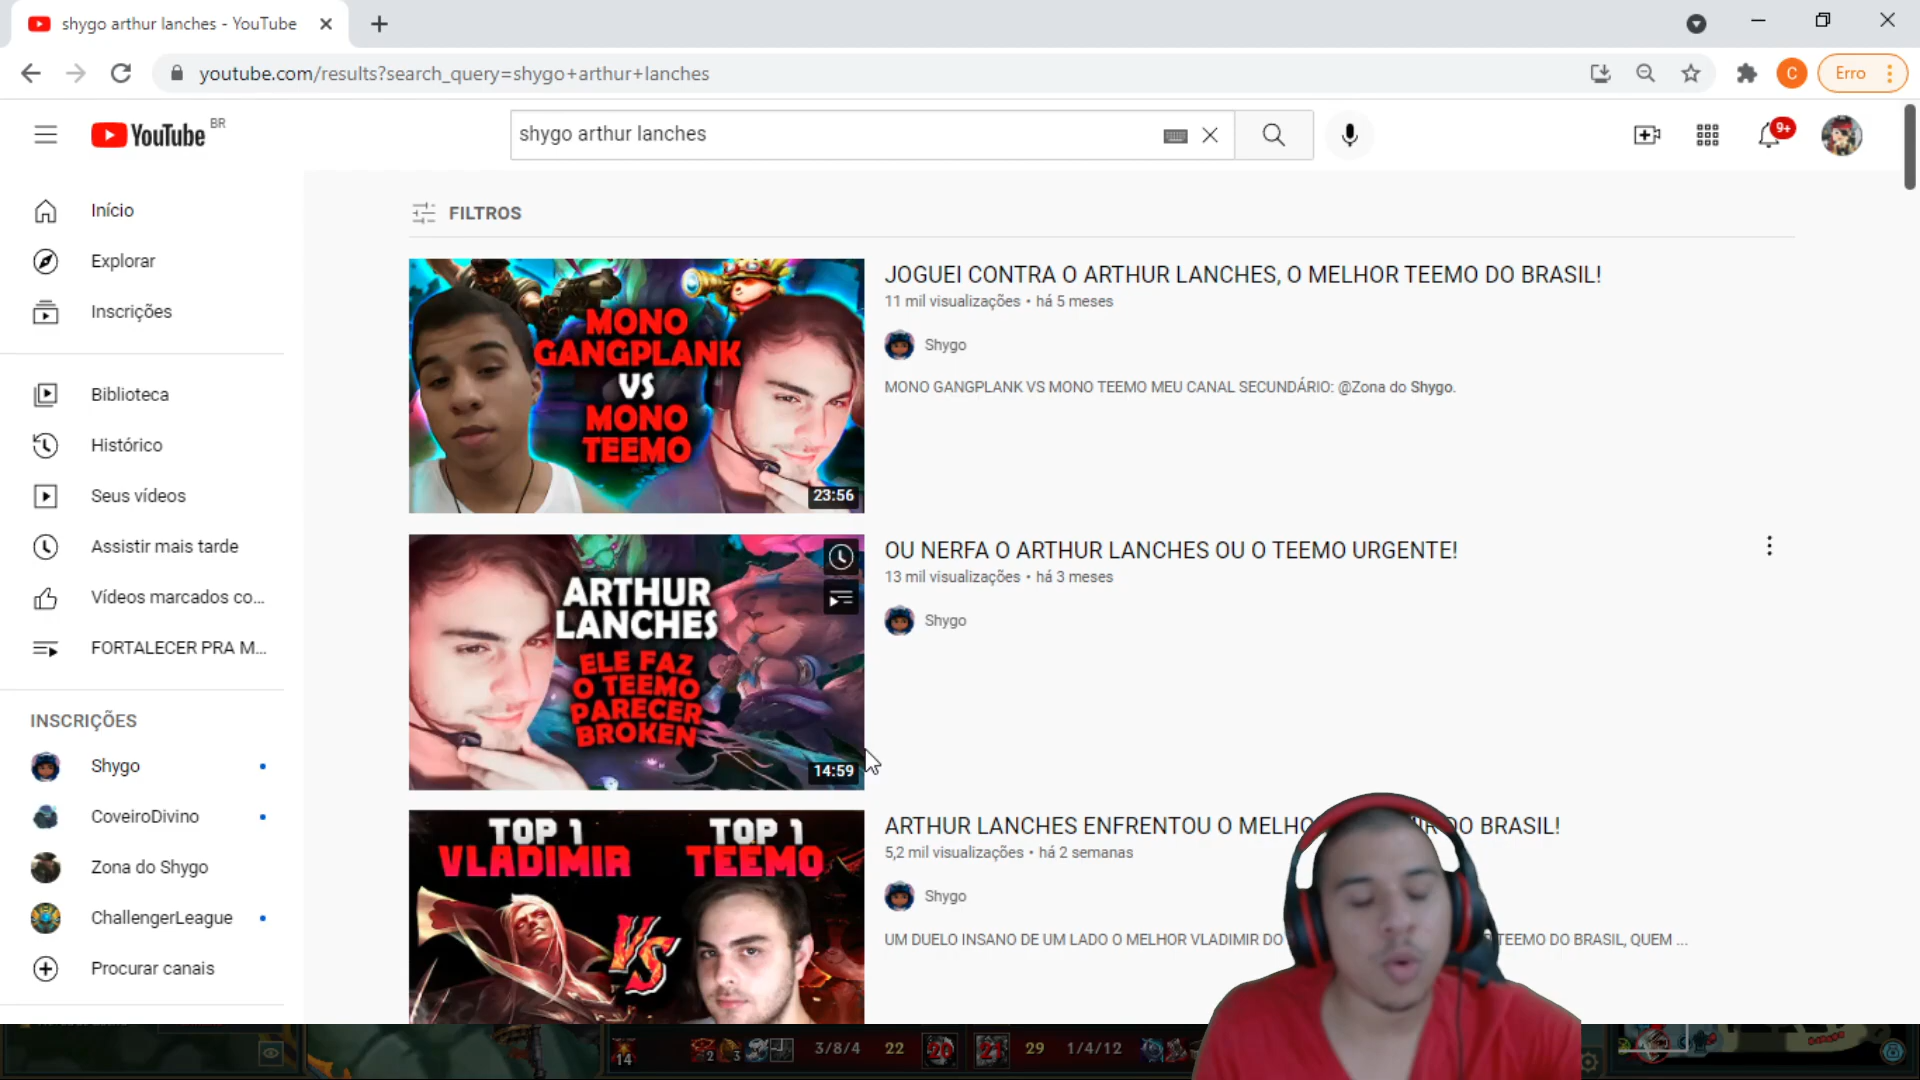 shygo arthur lanches - YouTube
youtube.com/results?search_query=shygo+arthur+lanches
C
Erro
YouTube BR
shygo arthur lanches
9+
Início
Explorar
Inscrições
Biblioteca
Histórico
Seus vídeos
Assistir mais tarde
Vídeos marcados co...
FORTALECER PRA M...
INSCRIÇÕES
Shygo
CoveiroDivino
Zona do Shygo
ChallengerLeague
Procurar canais
FILTROS
MONO
GANGPLANK
VS
MONO
TEEMO
23:56
JOGUEI CONTRA O ARTHUR LANCHES, O MELHOR TEEMO DO BRASIL!
11 mil visualizações • há 5 meses
Shygo
MONO GANGPLANK VS MONO TEEMO MEU CANAL SECUNDÁRIO: @Zona do Shygo.
ARTHUR
LANCHES
ELE FAZ
O TEEMO
PARECER
BROKEN
14:59
OU NERFA O ARTHUR LANCHES OU O TEEMO URGENTE!
13 mil visualizações • há 3 meses
Shygo
TOP 1 TOP 1
VLADIMIR TEEMO
VS
ARTHUR LANCHES ENFRENTOU O DO BRASIL!
5,2 mil visualizações • há 2 semanas
Shygo
UM DUELO INSANO DE UM LADO O MELHOR VLADIMIR DO TEEMO DO BRASIL, QUEM ...
14 2 3 3/8/4 22 20 21 29 1/4/12